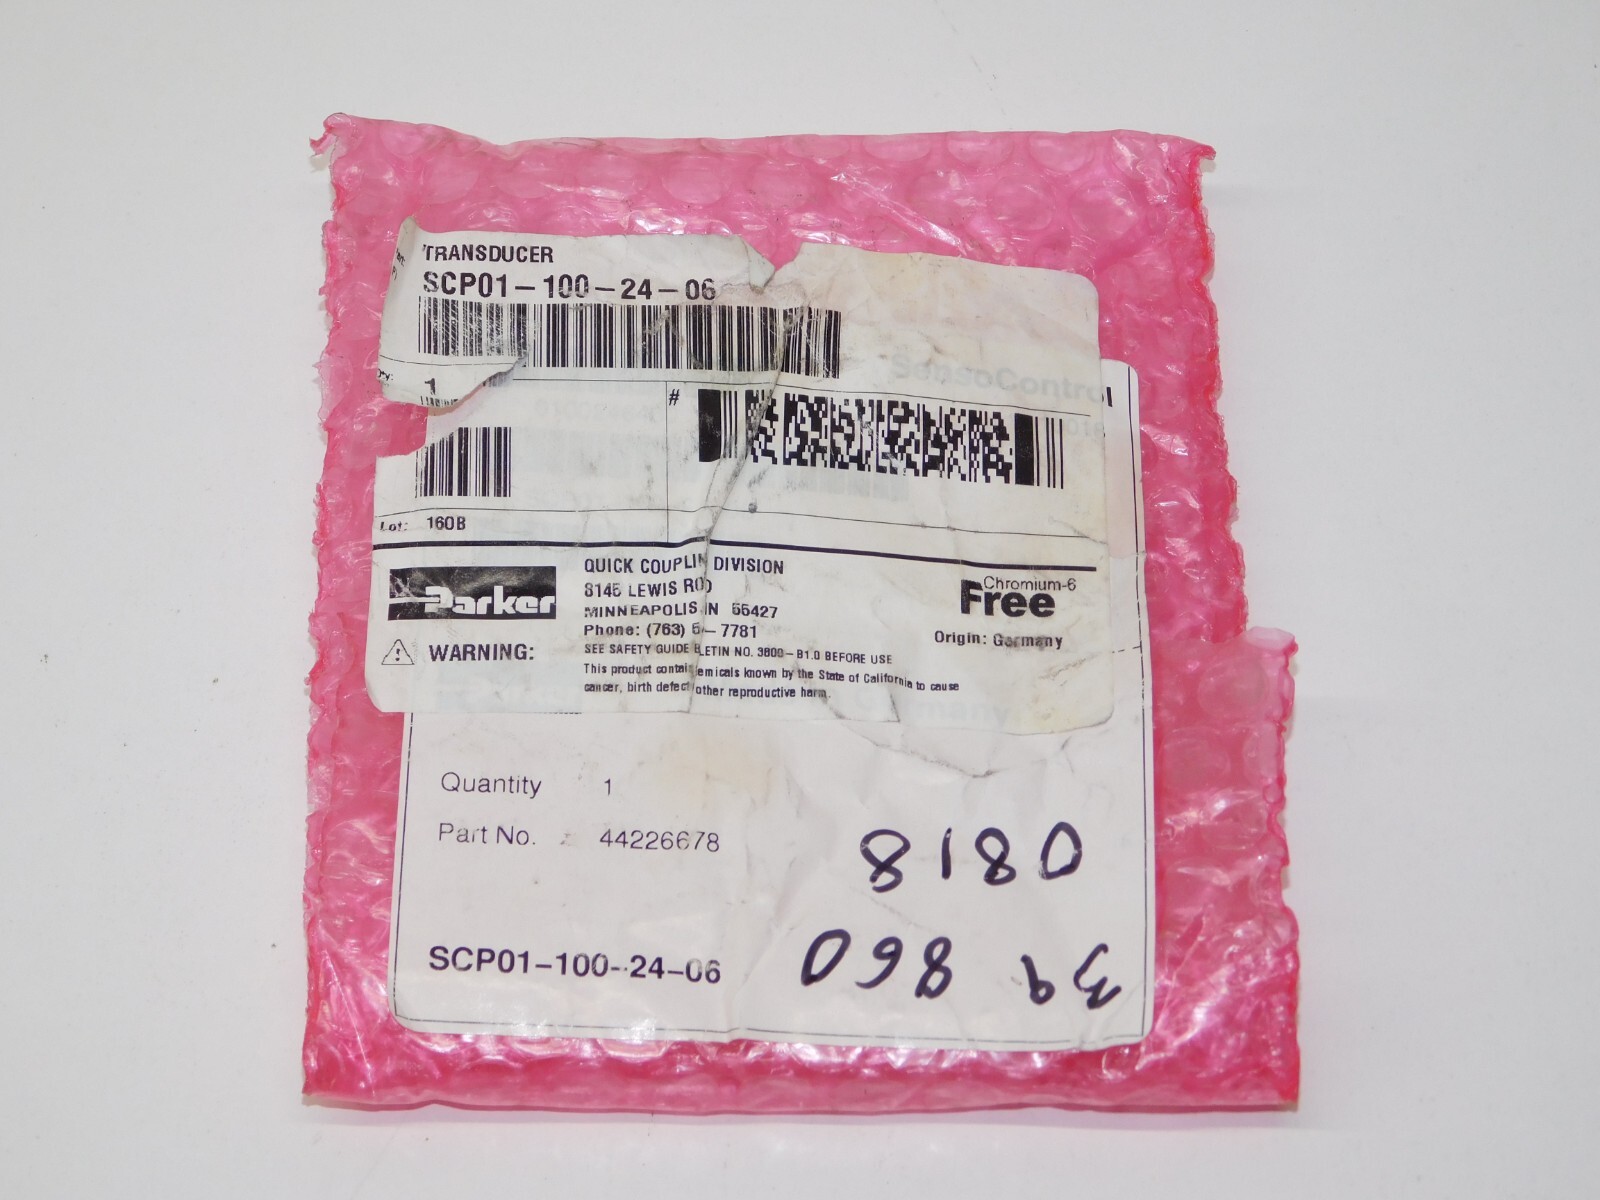 TRANSDUCER
SCP01-100-24-06
SensoControl
1
#
Lot: 160B
Parker
QUICK COUPLIN DIVISION
8145 LEWIS RO
MINNEAPOLIS N 55427
Phone: (763) 5 - 7781
Chromium-6
Free
Origin: Germany
WARNING:
SEE SAFETY GUIDE LETIN NO. 3800-B1.0 BEFORE USE
This product contai emicals known by the State of California to cause
cancer, birth defect other reproductive harm.
Quantity 1
Part No. 44226678
SCP01-100-24-06
8180
39 860